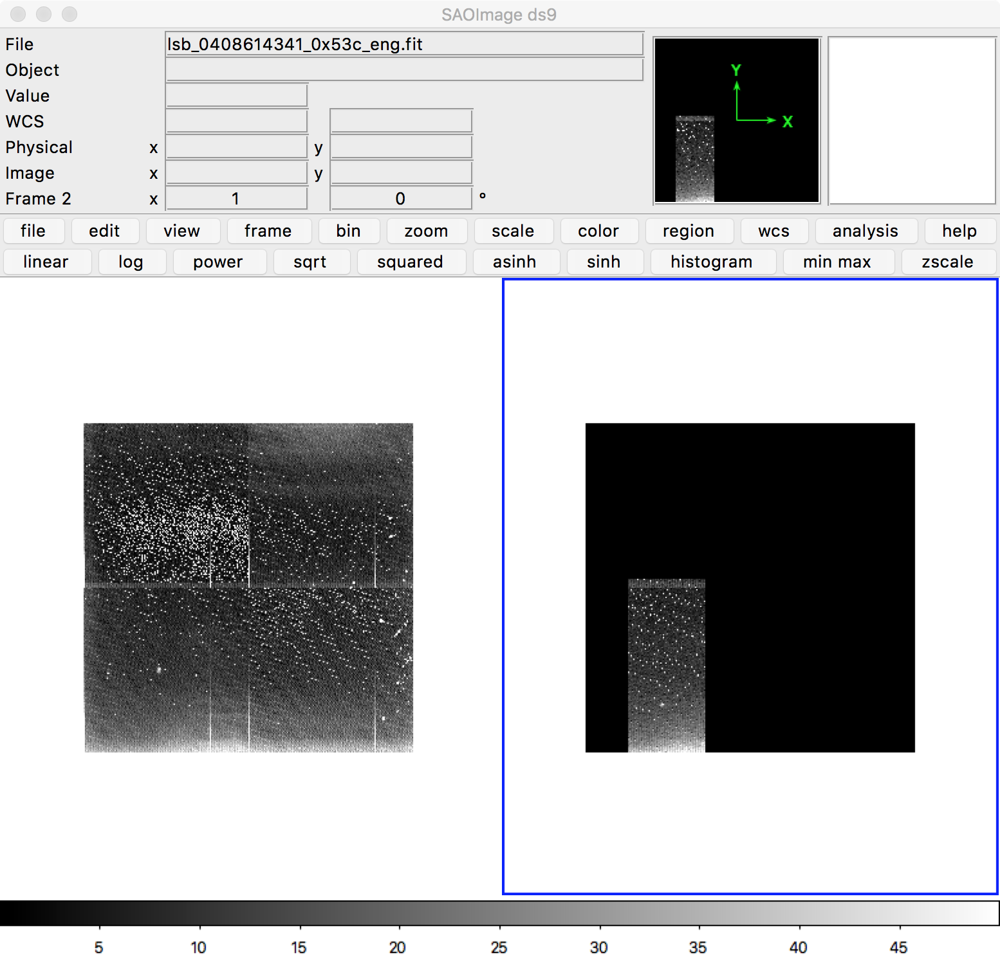 SAOImage ds9
File lsb_0408614341_0x53c_eng.fit
Object
Value
WCS
Physical x y
Image x y
Frame 2 x 1 0 °
Y
X
file edit view frame bin zoom scale color region wcs analysis help
linear log power sqrt squared asinh sinh histogram min max zscale
5 10 15 20 25 30 35 40 45